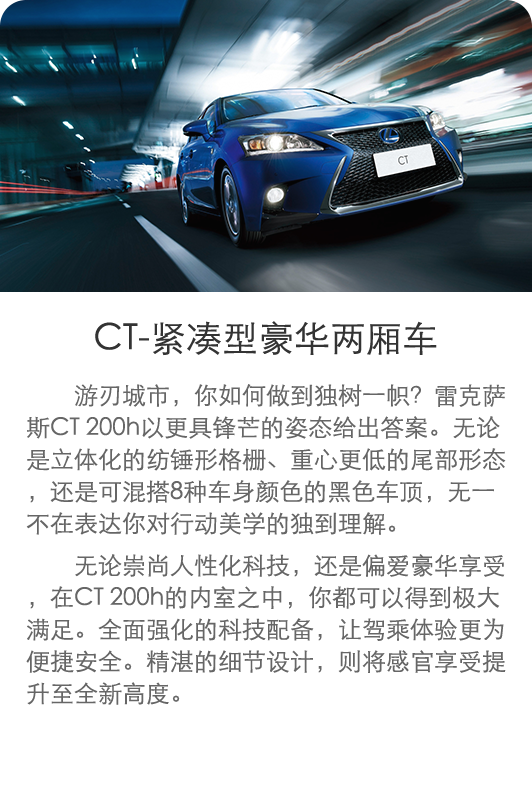 CT
CT-紧凑型豪华两厢车
游刃城市，你如何做到独树一帜？雷克萨
斯CT 200h以更具锋芒的姿态给出答案。无论
是立体化的纺锤形格栅、重心更低的尾部形态
，还是可混搭8种车身颜色的黑色车顶，无一
不在表达你对行动美学的独到理解。
无论崇尚人性化科技，还是偏爱豪华享受
，在CT 200h的内室之中，你都可以得到极大
满足。全面强化的科技配备，让驾乘体验更为
便捷安全。精湛的细节设计，则将感官享受提
升至全新高度。